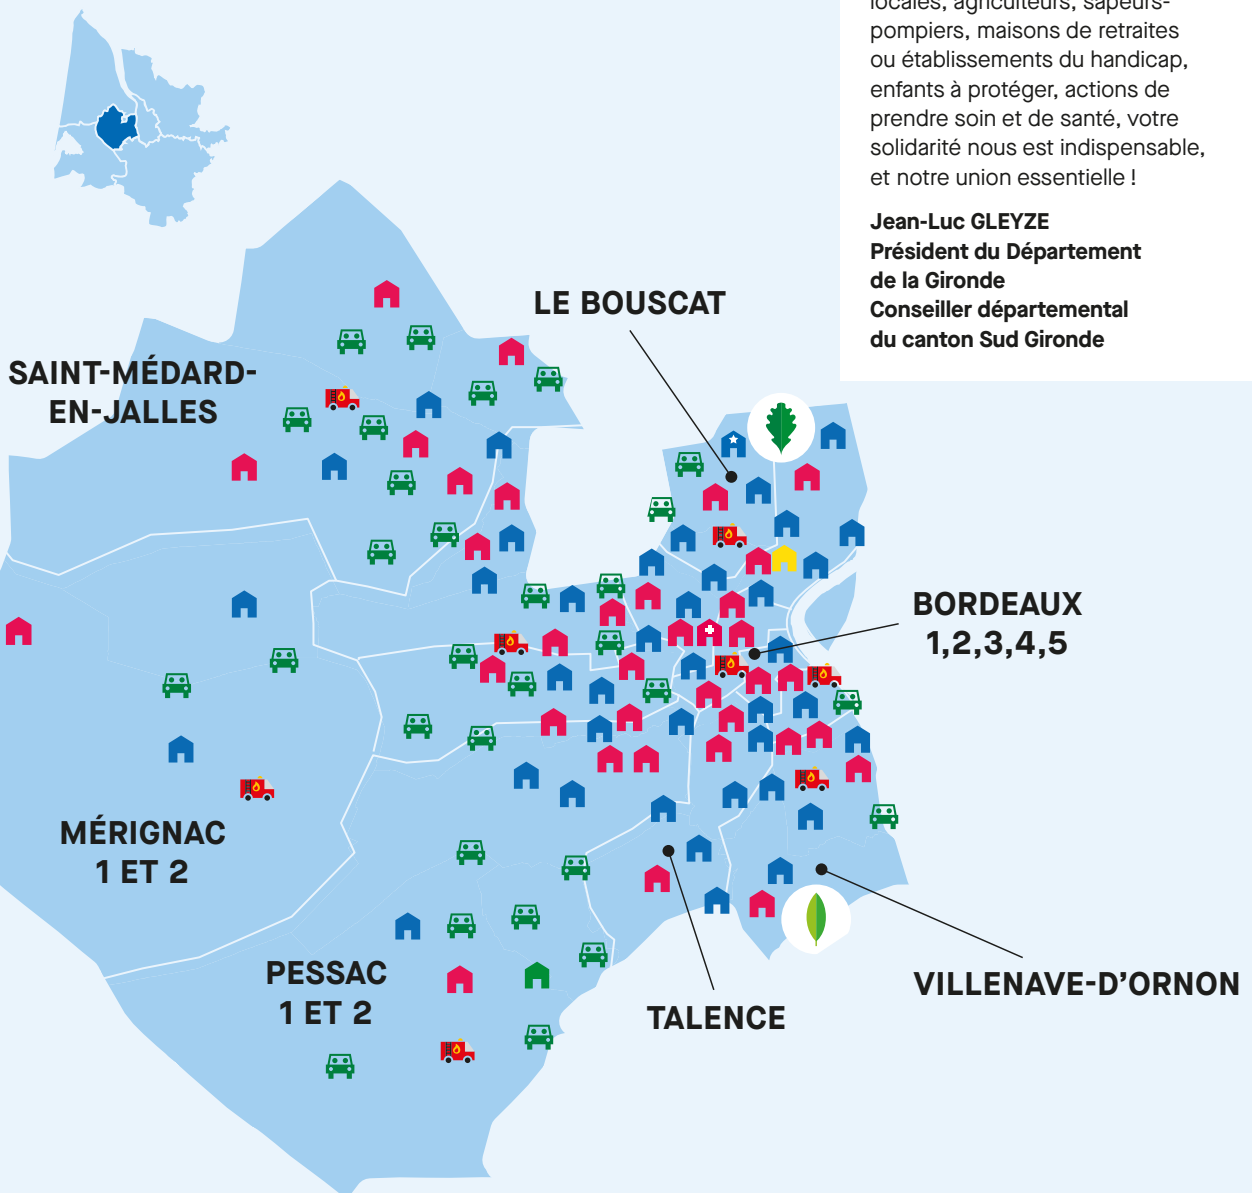 locales, agriculteurs, sapeurs-
pompiers, maisons de retraites
ou établissements du handicap,
enfants à protéger, actions de
prendre soin et de santé, votre
solidarité nous est indispensable,
et notre union essentielle !
Jean-Luc GLEYZE
Président du Département
de la Gironde
Conseiller départemental
du canton Sud Gironde
LE BOUSCAT
SAINT-MÉDARD-
EN-JALLES
BORDEAUX
1,2,3,4,5
MÉRIGNAC
1 ET 2
PESSAC
1 ET 2
TALENCE
VILLENAVE-D'ORNON